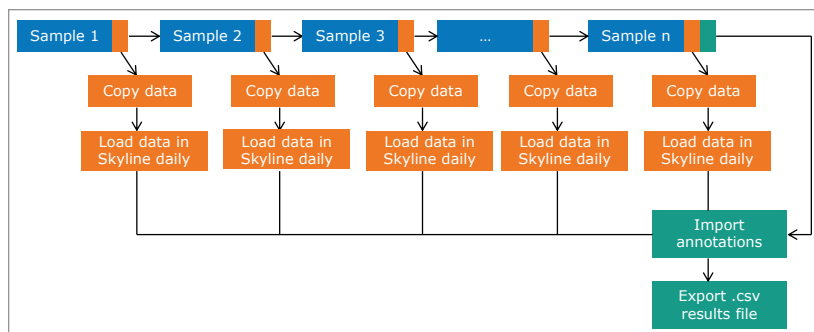 Sample 1
Sample 2
Sample 3
...
Sample n
Copy data
Copy data
Copy data
Copy data
Copy data
Load data in
Skyline daily
Load data in
Skyline daily
Load data in
Skyline daily
Load data in
Skyline daily
Load data in
Skyline daily
Import
annotations
Export .csv
results file